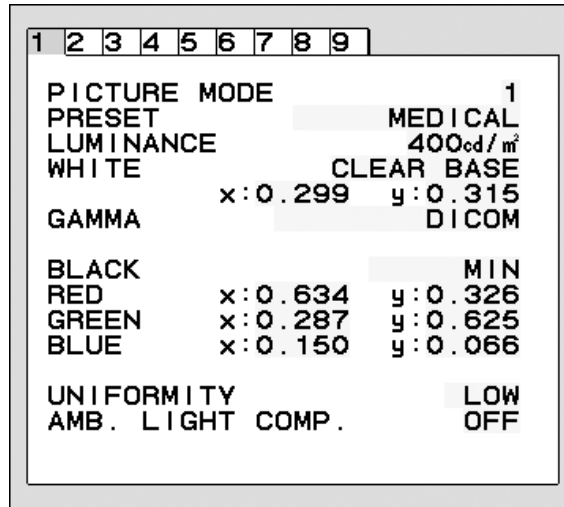 1 2 3 4 5 6 7 8 9
PICTURE MODE 1
PRESET MEDICAL
LUMINANCE 400cd/㎡
WHITE CLEAR BASE
x:0.299 y:0.315
GAMMA DICOM
BLACK MIN
RED x:0.634 y:0.326
GREEN x:0.287 y:0.625
BLUE x:0.150 y:0.066
UNIFORMITY LOW
AMB. LIGHT COMP. OFF